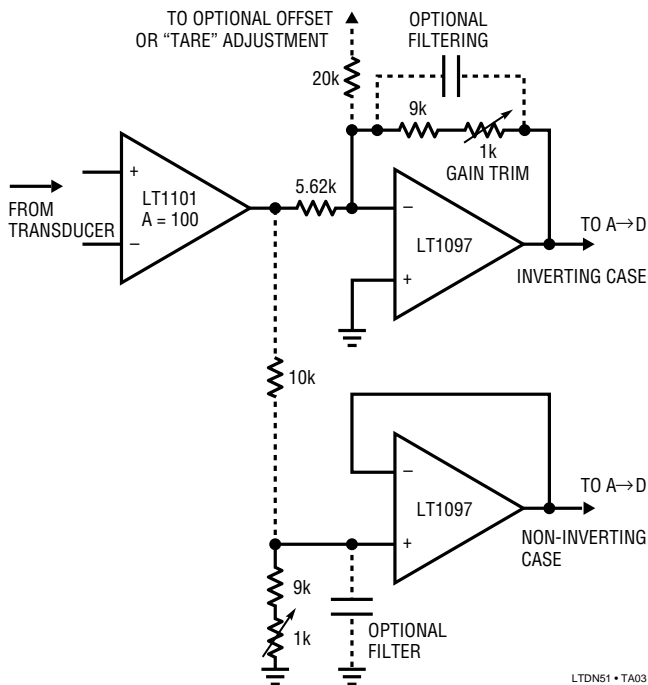 TO OPTIONAL OFFSET
OR “TARE” ADJUSTMENT
OPTIONAL
FILTERING
20k
9k
1k
GAIN TRIM
FROM
TRANSDUCER
+
−
LT1101
A = 100
5.62k
−
+
LT1097
TO A→D
INVERTING CASE
10k
−
+
LT1097
TO A→D
NON-INVERTING
CASE
9k
1k
OPTIONAL
FILTER
LTDN51 • TA03